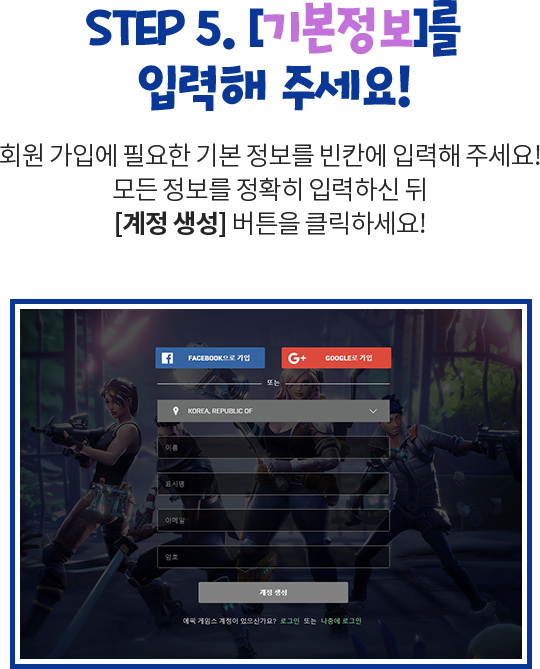 STEP 5. [기본정보]를
입력해 주세요!
회원 가입에 필요한 기본 정보를 빈칸에 입력해 주세요!
모든 정보를 정확히 입력하신 뒤
[계정 생성] 버튼을 클릭하세요!
FACEBOOK으로 가입
GOOGLE로 가입
또는
KOREA, REPUBLIC OF
이름
표시명
이메일
암호
계정 생성
에픽 게임스 계정이 있으신가요? 로그인 또는 나중에 로그인